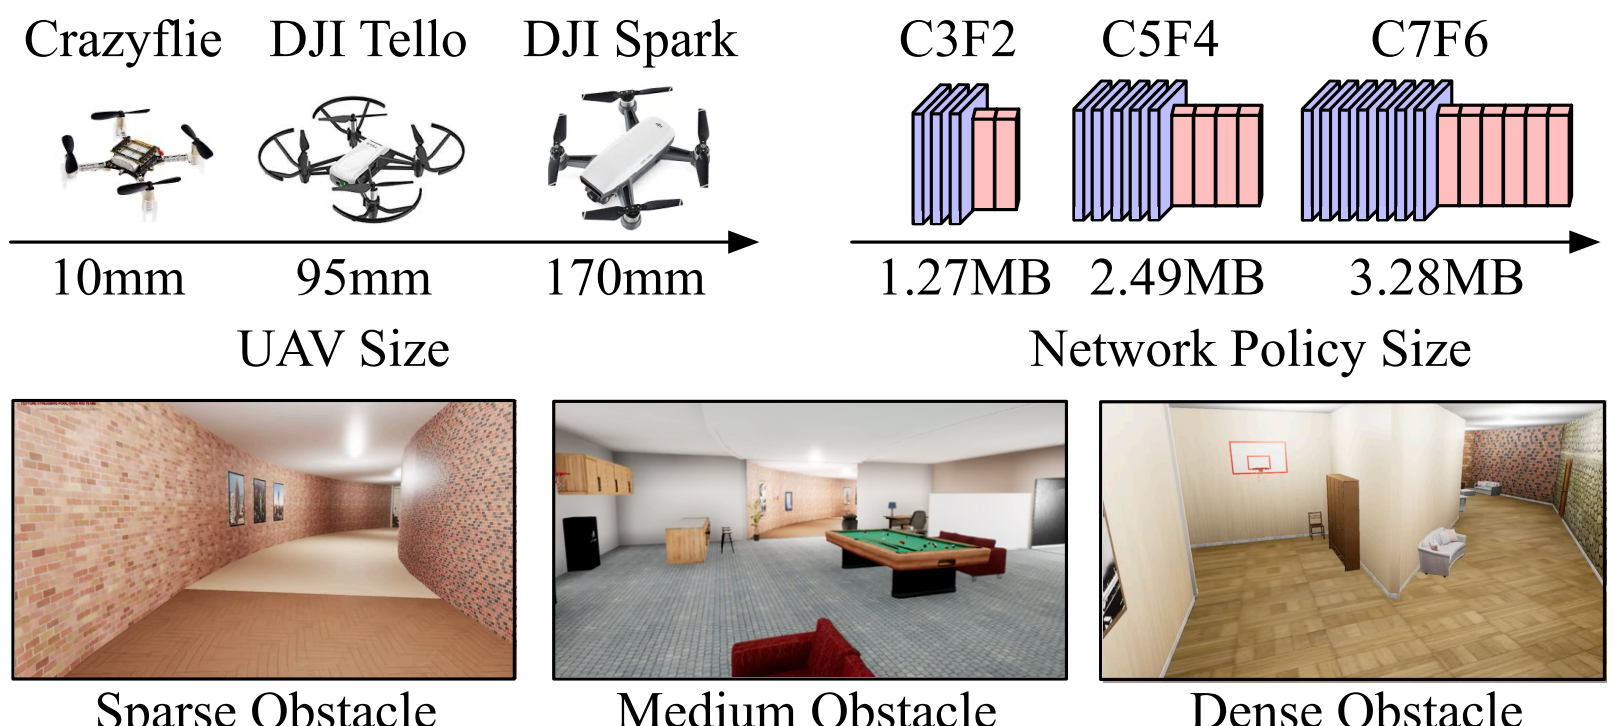 Crazyflie DJI Tello DJI Spark
10mm 95mm 170mm
UAV Size
C3F2 C5F4 C7F6
1.27MB 2.49MB 3.28MB
Network Policy Size
Sparse Obstacle
Medium Obstacle
Dense Obstacle